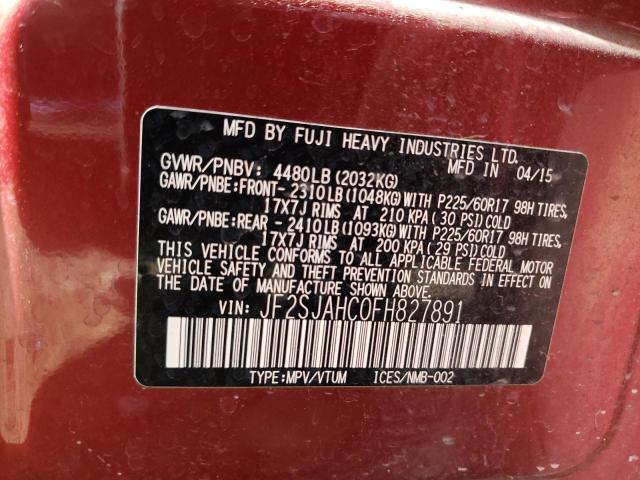 MFD BY FUJI HEAVY INDUSTRIES LTD.
MFD IN 04/15
GVWR/PNBV: 4480LB (2032KG)
GAWR/PNBE:FRONT-2310LB (1048KG) WITH P225/60R17 98H TIRES,
17X7J RIMS AT 210 KPA (30 PSI) COLD
GAWR/PNBE:REAR -2410LB (1093KG) WITH P225/60R17 98H TIRES,
17X7J RIMS AT 200 KPA (29 PSI) COLD
THIS VEHICLE CONFORMS TO ALL APPLICABLE FEDERAL MOTOR
VEHICLE SAFETY AND THEFT PREVENTION STANDARDS IN EFFECT ON
THE DATE OF MANUFACTURE SHOWN ABOVE.
VIN: JF2SJAHC0FH827891
TYPE:MPV/VTUM ICES/NMB-002